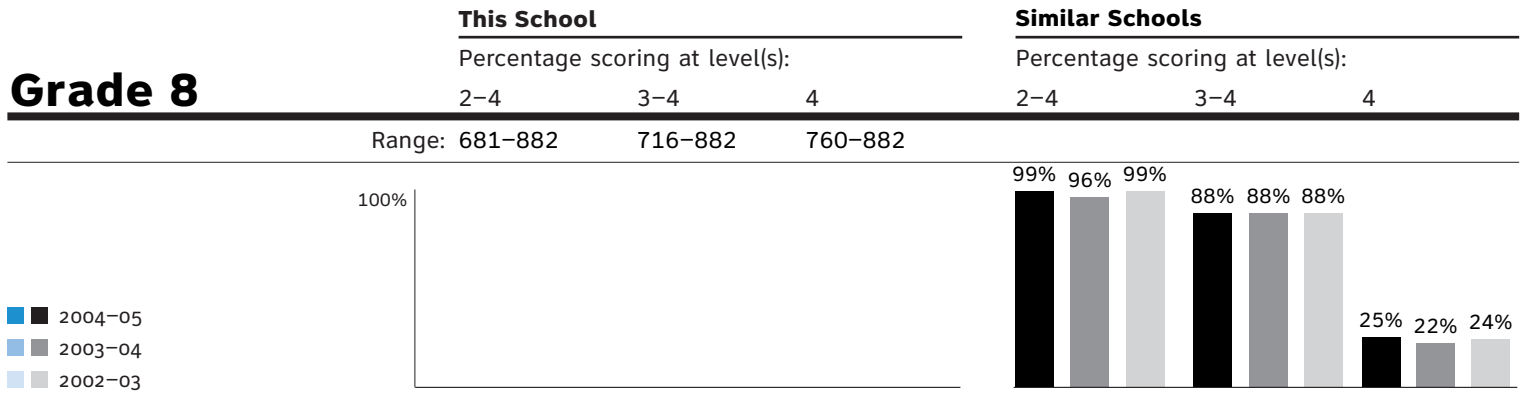 This School Similar Schools
Percentage scoring at level(s): Percentage scoring at level(s):
Grade 8 2–4 3–4 4 2–4 3–4 4
Range: 681–882 716–882 760–882
99% 96% 99% 88% 88% 88%
100%
25% 22% 24%
2004–05
2003–04
2002–03